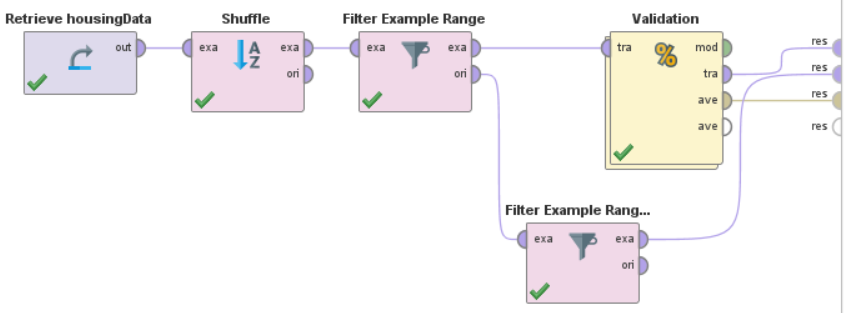 Retrieve housingData
Shuffle
Filter Example Range
Validation
out
exa
A
Z
exa
ori
exa
exa
ori
tra
%
mod
tra
ave
ave
res
res
res
res
Filter Example Rang...
exa
exa
ori